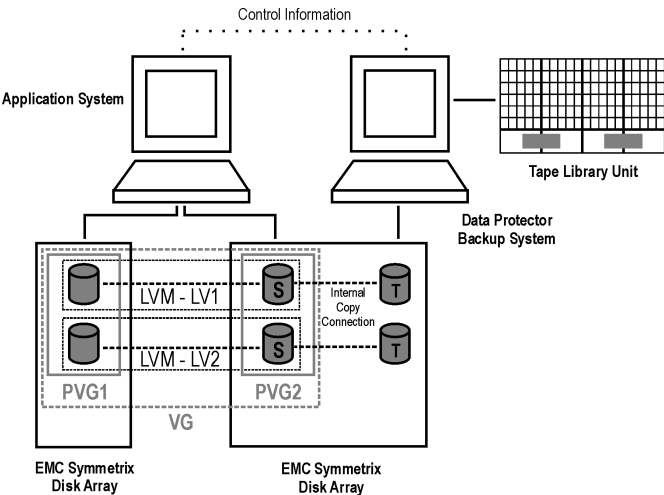 Control Information
Application System
Tape Library Unit
Data Protector
Backup System
S
T
LVM - LV1
Internal
Copy
Connection
S
T
LVM - LV2
PVG1
PVG2
VG
EMC Symmetrix
Disk Array
EMC Symmetrix
Disk Array